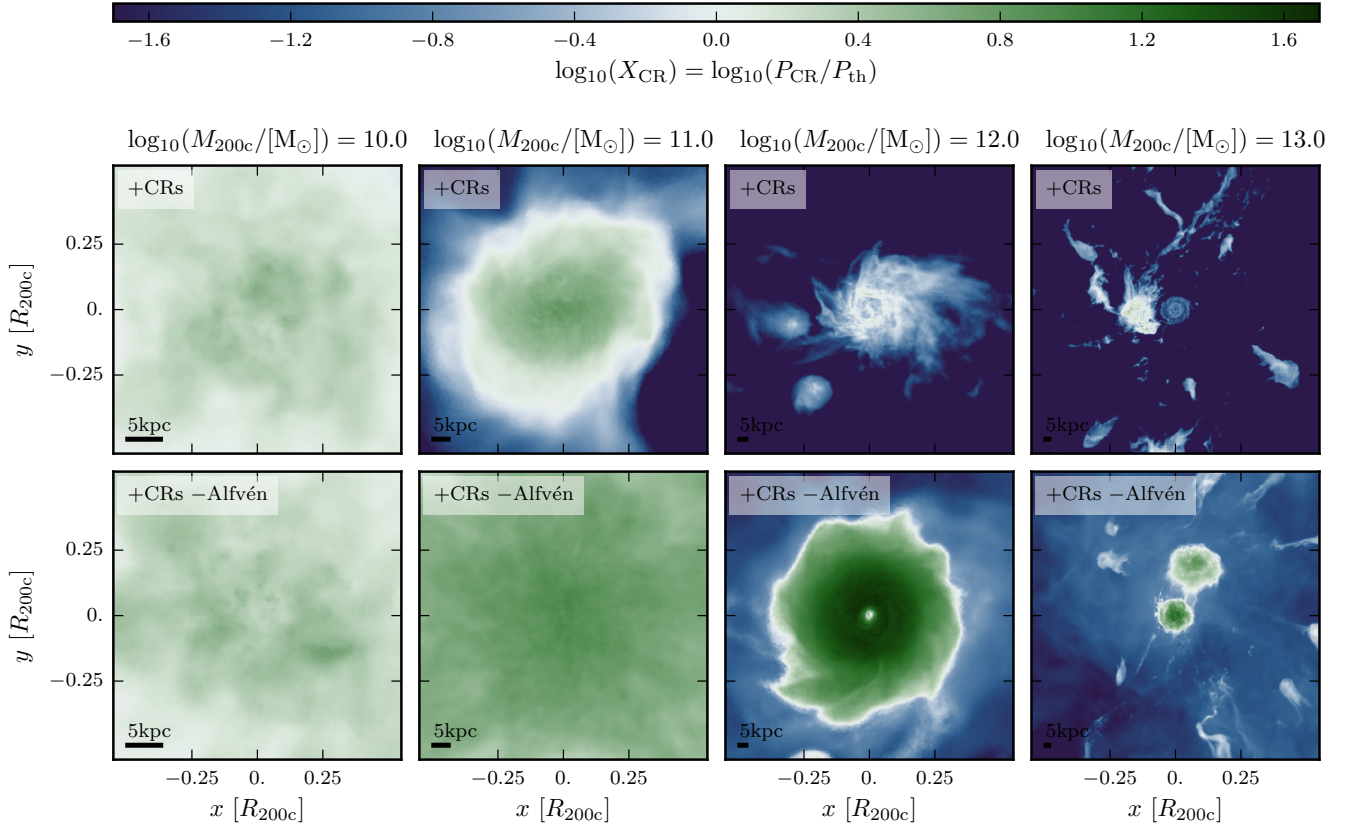 −1.6 −1.2 −0.8 −0.4 0.0 0.4 0.8 1.2 1.6
log₁₀(X_CR) = log₁₀(P_CR/P_th)
log₁₀(M₂₀₀c/[M⊙]) = 10.0 log₁₀(M₂₀₀c/[M⊙]) = 11.0 log₁₀(M₂₀₀c/[M⊙]) = 12.0 log₁₀(M₂₀₀c/[M⊙]) = 13.0
+CRs +CRs +CRs +CRs
0.25
0.
−0.25
y [R₂₀₀c]
5kpc 5kpc 5kpc 5kpc
+CRs −Alfvén +CRs −Alfvén +CRs −Alfvén +CRs −Alfvén
0.25
0.
−0.25
y [R₂₀₀c]
5kpc 5kpc 5kpc 5kpc
−0.25 0. 0.25 −0.25 0. 0.25 −0.25 0. 0.25 −0.25 0. 0.25
x [R₂₀₀c] x [R₂₀₀c] x [R₂₀₀c] x [R₂₀₀c]